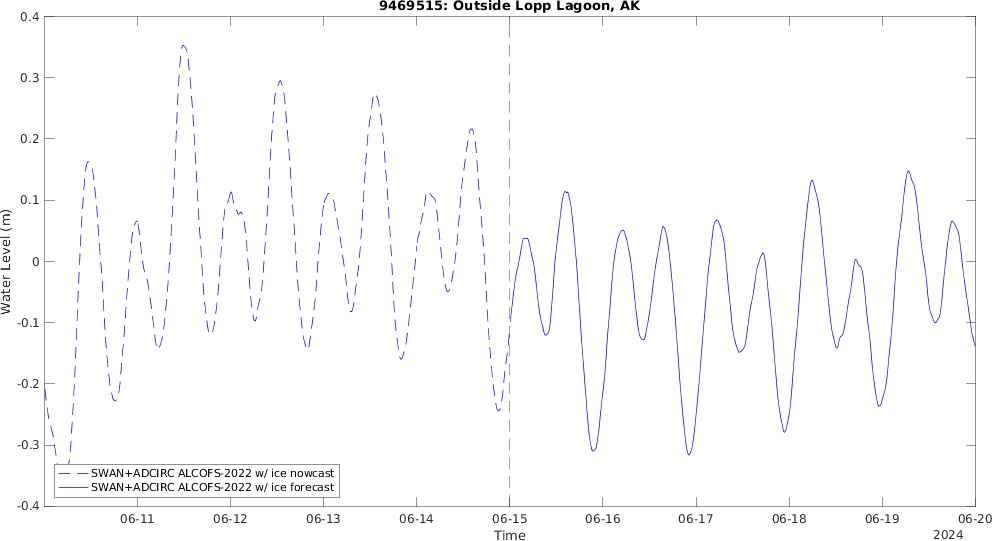 9469515: Outside Lopp Lagoon, AK
0.4
0.3
0.2
0.1
0
-0.1
-0.2
-0.3
-0.4
Water Level (m)
SWAN+ADCIRC ALCOFS-2022 w/ ice nowcast
SWAN+ADCIRC ALCOFS-2022 w/ ice forecast
06-11 06-12 06-13 06-14 06-15 06-16 06-17 06-18 06-19 06-20
Time
2024